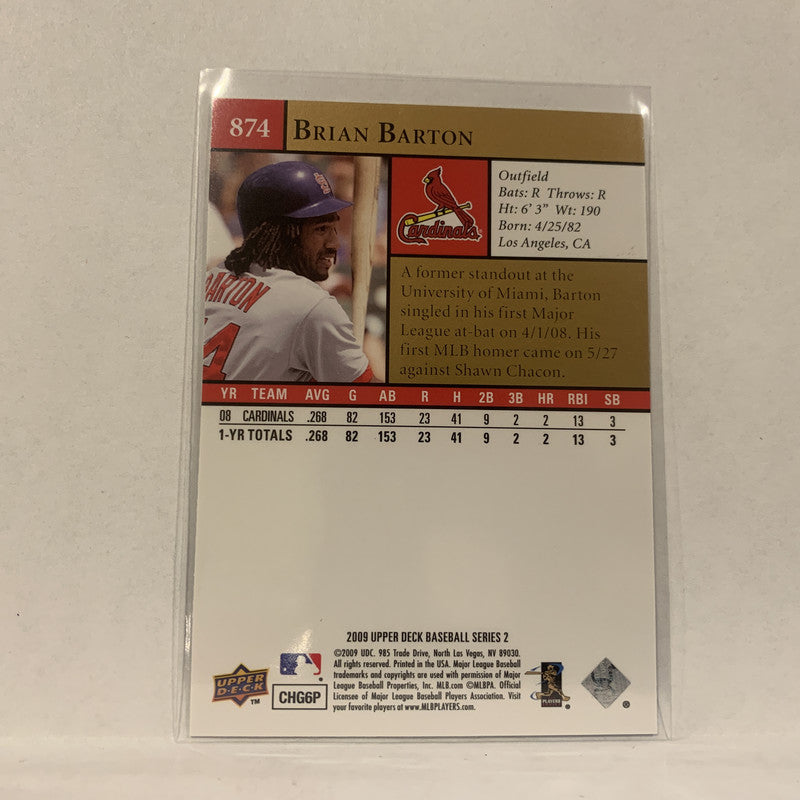 874 BRIAN BARTON
BARTON
4
Cardinals
Outfield
Bats: R Throws: R
Ht: 6' 3" Wt: 190
Born: 4/25/82
Los Angeles, CA
A former standout at the
University of Miami, Barton
singled in his first Major
League at-bat on 4/1/08. His
first MLB homer came on 5/27
against Shawn Chacon.
YR TEAM AVG G AB R H 2B 3B HR RBI SB
08 CARDINALS .268 82 153 23 41 9 2 2 13 3
1-YR TOTALS .268 82 153 23 41 9 2 2 13 3
2009 UPPER DECK BASEBALL SERIES 2
©2009 UDC. 985 Trade Drive, North Las Vegas, NV 89030.
All rights reserved. Printed in the USA. Major League Baseball
trademarks and copyrights are used with permission of Major
League Baseball Properties, Inc. MLB.com ©MLBPA. Official
Licensee of Major League Baseball Players Association. Visit
your favorite players at www.MLBPLAYERS.com.
UPPER DECK
TM
CHG6P
PLAYERS
®